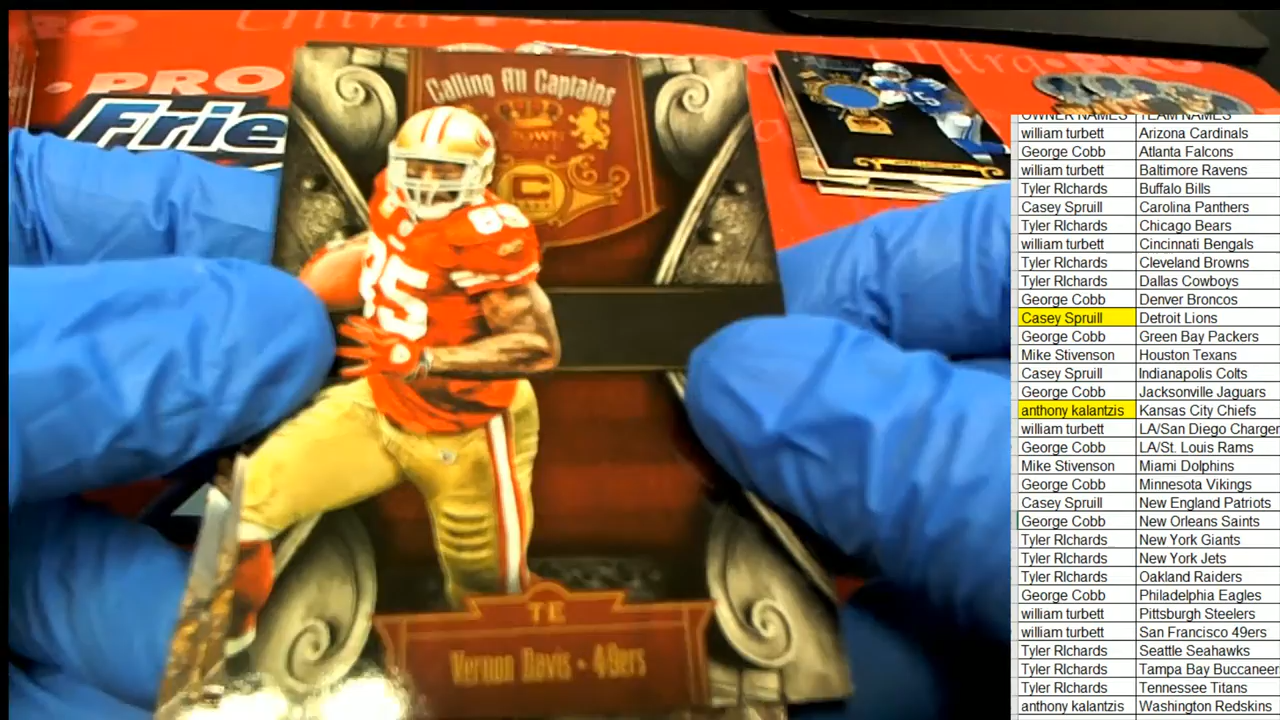 PRO
Frie
Ultra PRO
Calling All Captains
CROWN
C
85
85
TE
Vernon Davis • 49ers
OWNER NAMES TEAM NAMES
william turbett Arizona Cardinals
George Cobb Atlanta Falcons
william turbett Baltimore Ravens
Tyler RIchards Buffalo Bills
Casey Spruill Carolina Panthers
Tyler RIchards Chicago Bears
william turbett Cincinnati Bengals
Tyler RIchards Cleveland Browns
Tyler RIchards Dallas Cowboys
George Cobb Denver Broncos
Casey Spruill Detroit Lions
George Cobb Green Bay Packers
Mike Stivenson Houston Texans
Casey Spruill Indianapolis Colts
George Cobb Jacksonville Jaguars
anthony kalantzis Kansas City Chiefs
william turbett LA/San Diego Charger
George Cobb LA/St. Louis Rams
Mike Stivenson Miami Dolphins
George Cobb Minnesota Vikings
Casey Spruill New England Patriots
George Cobb New Orleans Saints
Tyler RIchards New York Giants
Tyler RIchards New York Jets
Tyler RIchards Oakland Raiders
George Cobb Philadelphia Eagles
william turbett Pittsburgh Steelers
william turbett San Francisco 49ers
Tyler RIchards Seattle Seahawks
Tyler RIchards Tampa Bay Buccaneer
Tyler RIchards Tennessee Titans
anthony kalantzis Washington Redskins